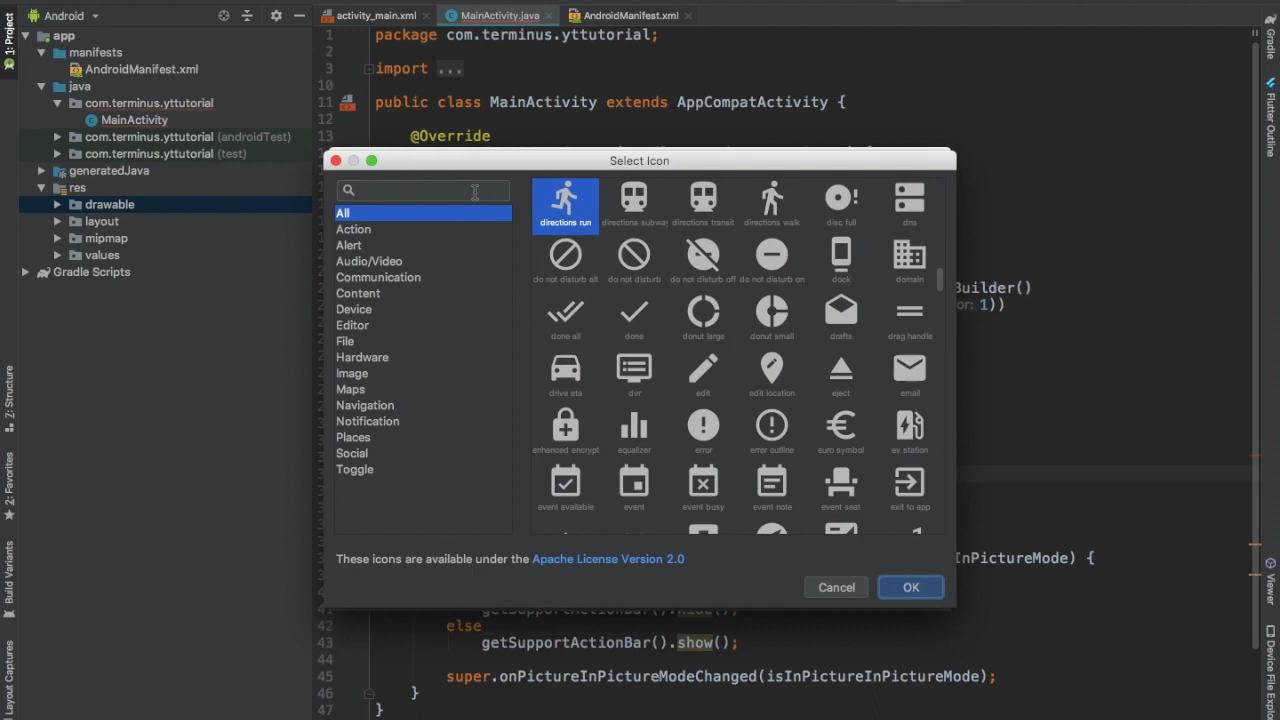 Android
activity_main.xml
MainActivity.java
AndroidManifest.xml
1: Project
app
manifests
AndroidManifest.xml
java
com.terminus.yttutorial
MainActivity
com.terminus.yttutorial (androidTest)
com.terminus.yttutorial (test)
generatedJava
res
drawable
layout
mipmap
values
Gradle Scripts
Z: Structure
2: Favorites
Build Variants
Layout Captures
1 package com.terminus.yttutorial;
2
3 import ...
10
11 public class MainActivity extends AppCompatActivity {
12
13 @Override
Builder()
or: 1))
InPictureMode) {
42 else
43 getSupportActionBar().show();
44
45 super.onPictureInPictureModeChanged(isInPictureInPictureMode);
46 }
47 }
Select Icon
All
Action
Alert
Audio/Video
Communication
Content
Device
Editor
File
Hardware
Image
Maps
Navigation
Notification
Places
Social
Toggle
directions run directions subway directions transit directions walk disc full dns
do not disturb alt do not disturb do not disturb off do not disturb on dock domain
done all done donut large donut small drafts drag handle
drive eta dvr edit edit location eject email
enhanced encrypt equalizer error error outline euro symbol ev station
event available event event busy event note event seat exit to app
These icons are available under the Apache License Version 2.0
Cancel
OK
Gradle
Flutter Outline
Viewer
Device File Explo